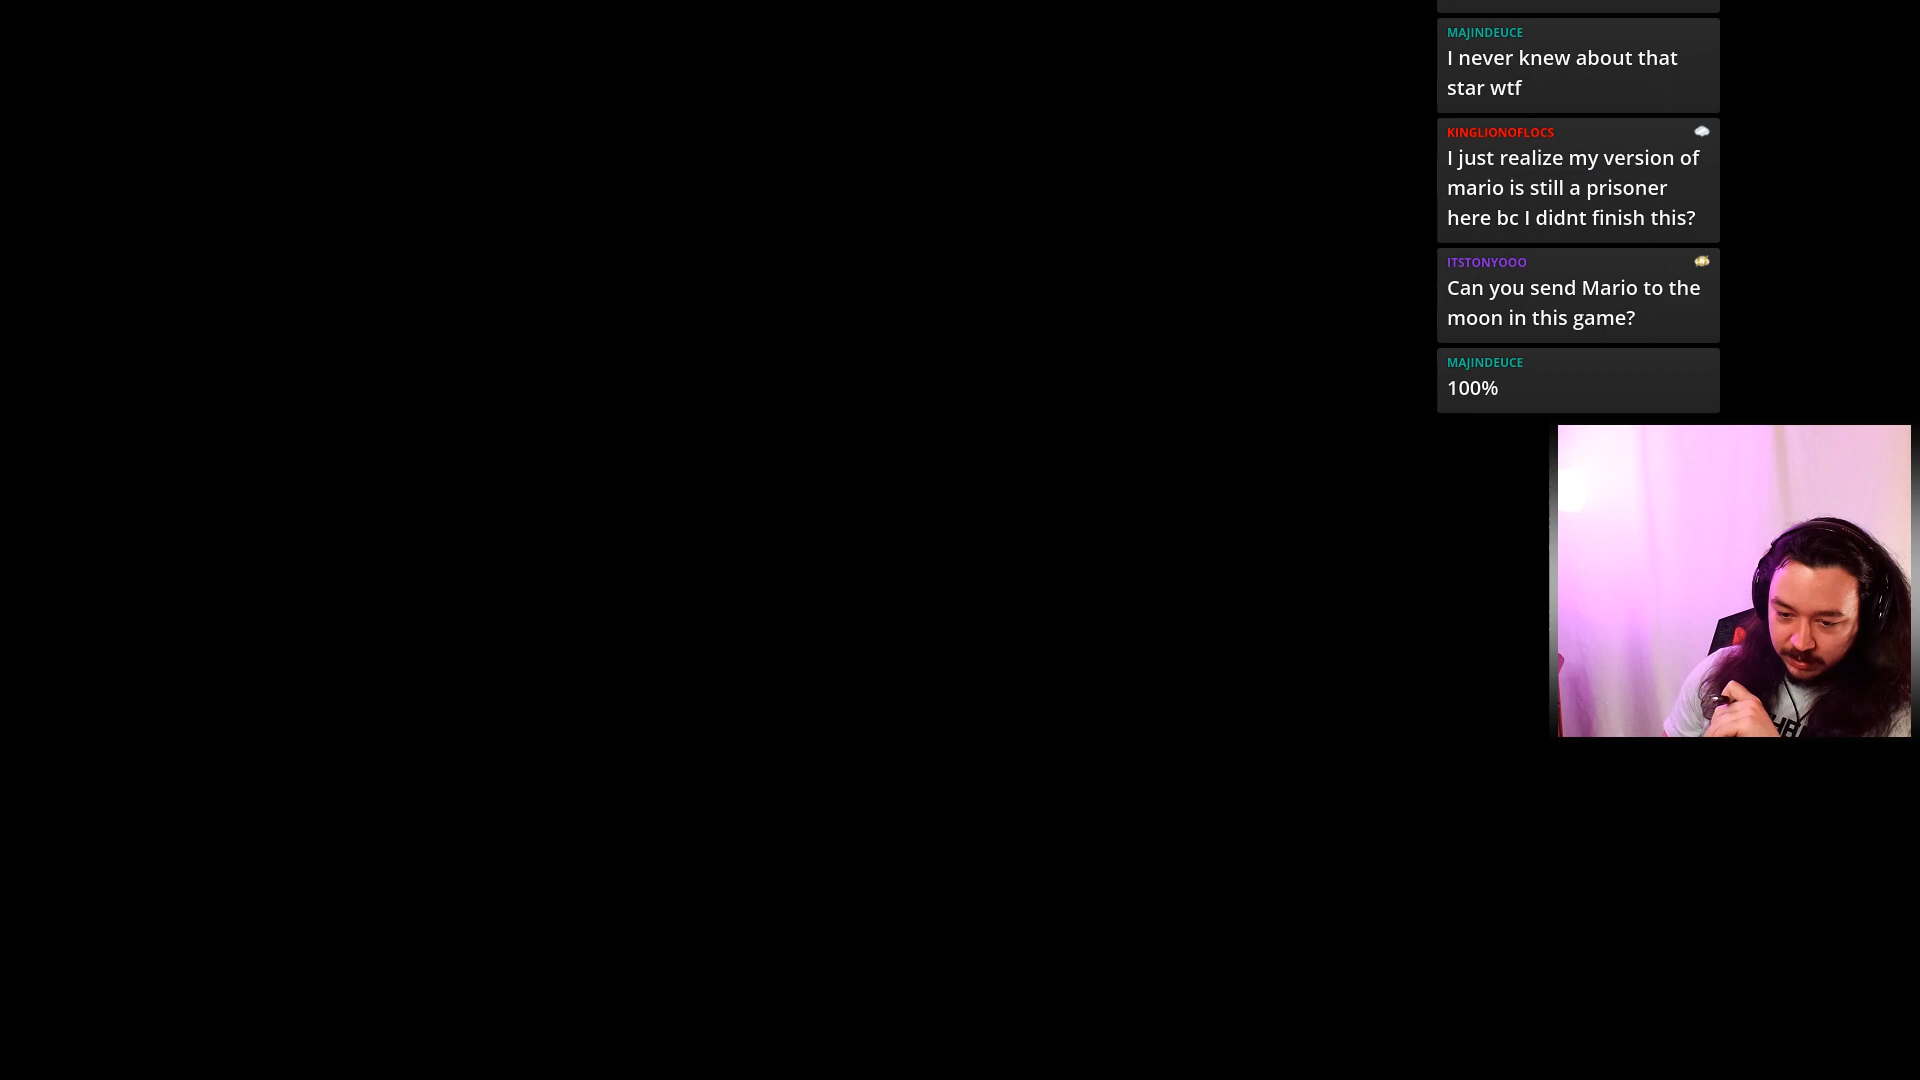 MAJINDEUCE
I never knew about that
star wtf
KINGLIONOFLOCS
I just realize my version of
mario is still a prisoner
here bc I didnt finish this?
ITSTONYOOO
Can you send Mario to the
moon in this game?
MAJINDEUCE
100%